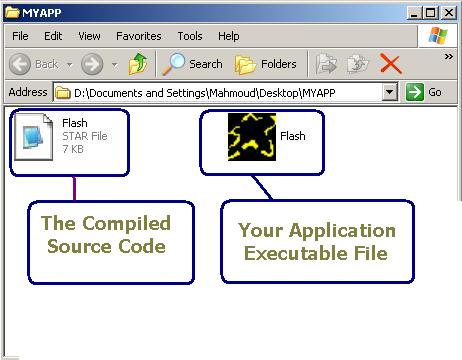 MYAPP
File Edit View Favorites Tools Help
Back Search Folders »
Address D:\Documents and Settings\Mahmoud\Desktop\MYAPP Go
Flash
STAR File
7 KB
Flash
The Compiled
Source Code
Your Application
Executable File